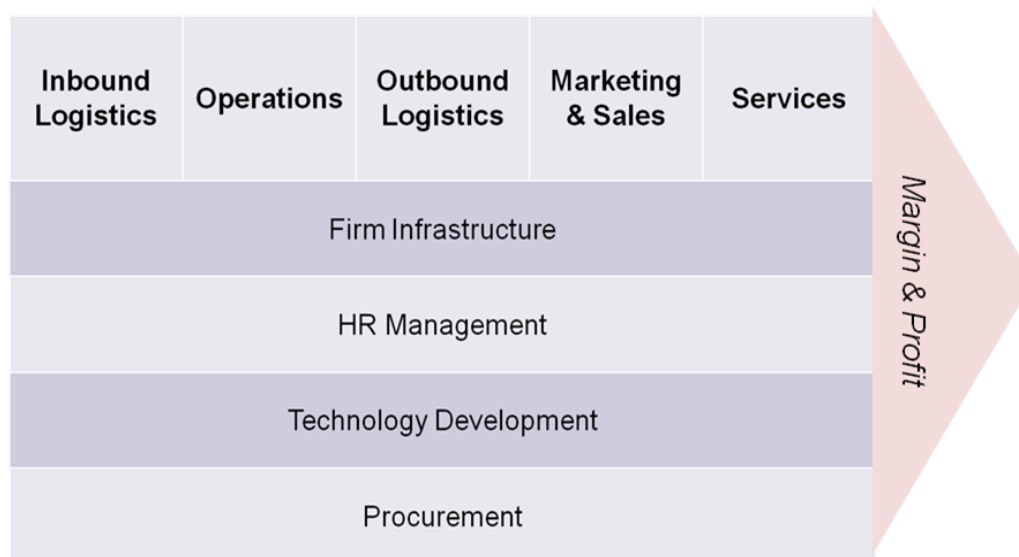 Inbound
Logistics
Operations
Outbound
Logistics
Marketing
& Sales
Services
Firm Infrastructure
HR Management
Technology Development
Procurement
Margin & Profit